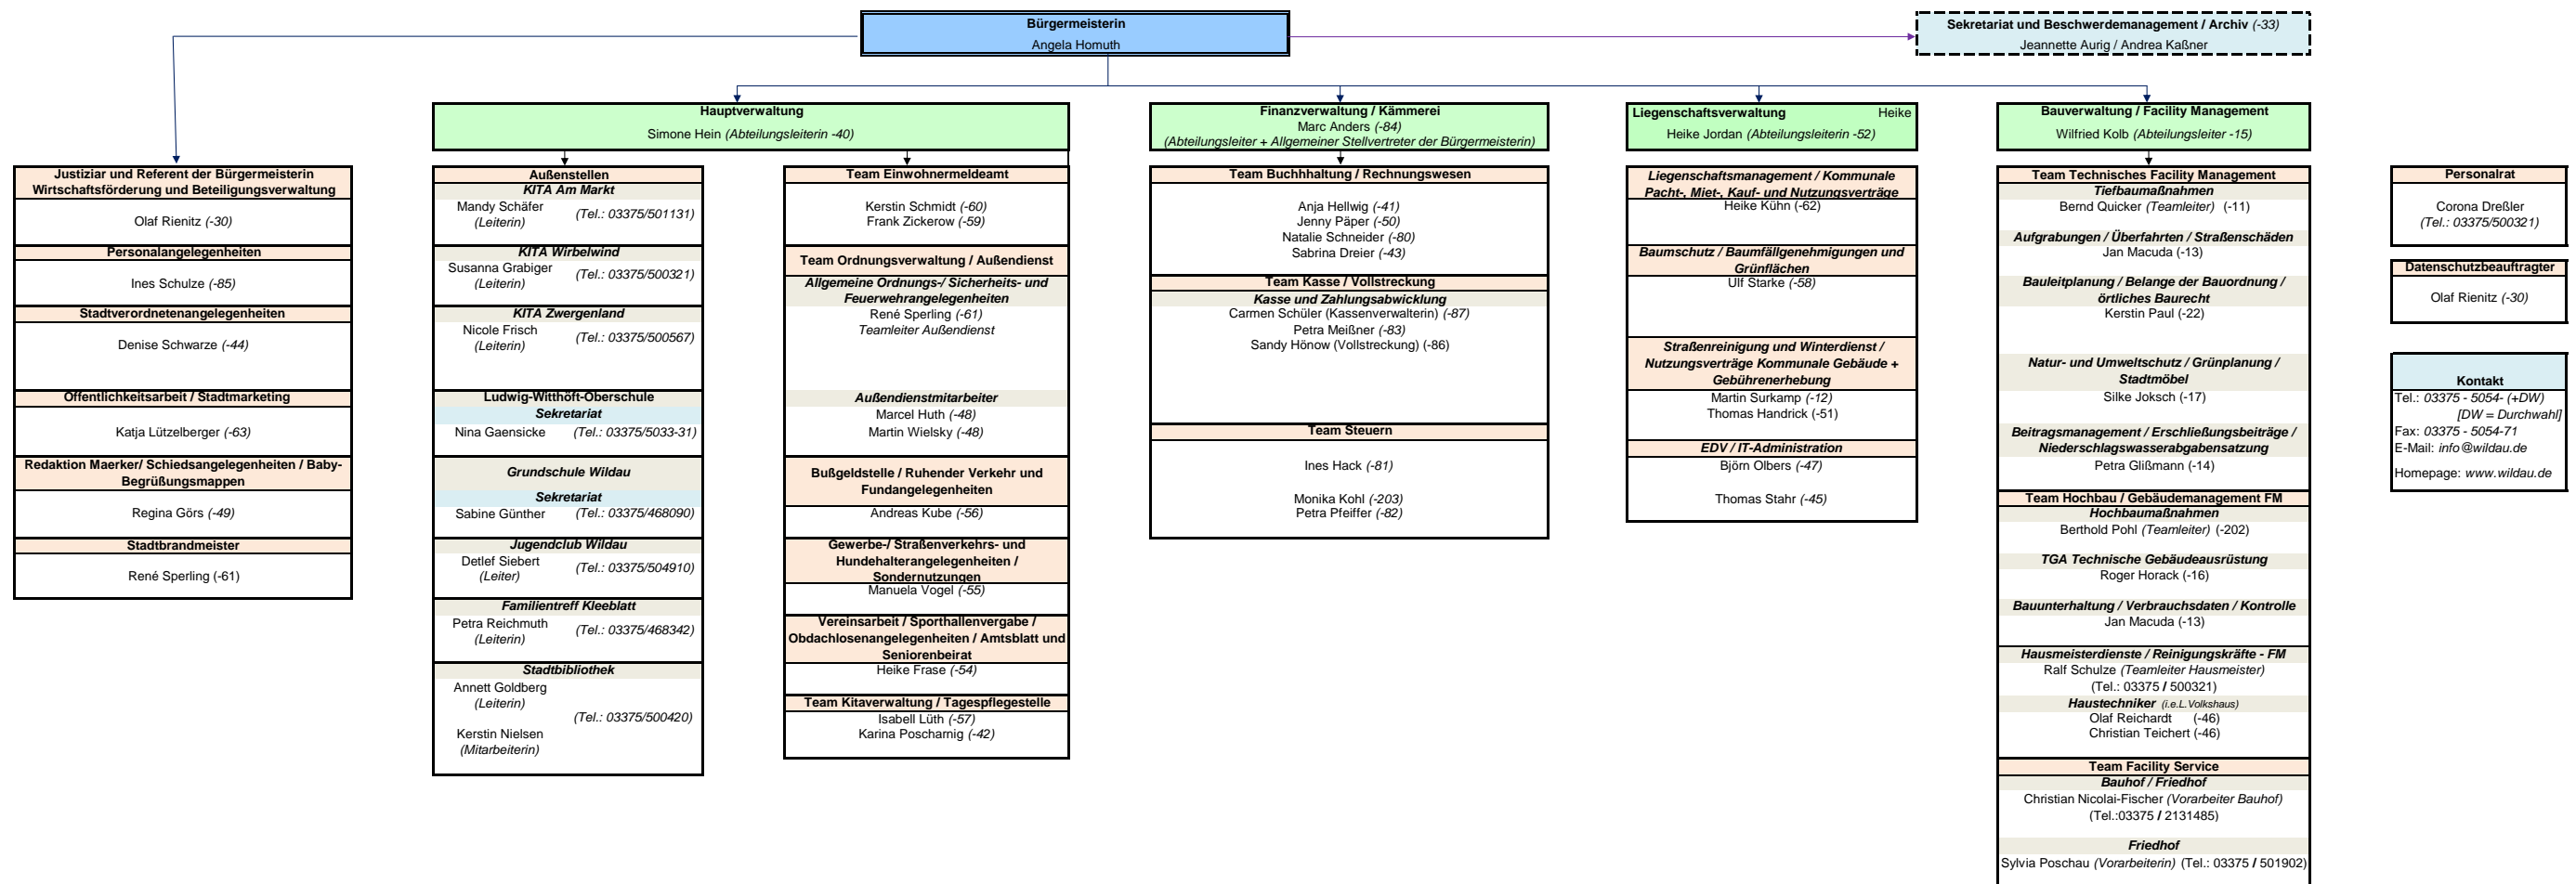 Bürgermeisterin
Angela Homuth
Sekretariat und Beschwerdemanagement / Archiv (-33)
Jeannette Aurig / Andrea Kaßner
Hauptverwaltung
Simone Hein (Abteilungsleiterin -40)
Finanzverwaltung / Kämmerei
Marc Anders (-84)
(Abteilungsleiter + Allgemeiner Stellvertreter der Bürgermeisterin)
Liegenschaftsverwaltung Heike
Heike Jordan (Abteilungsleiterin -52)
Bauverwaltung / Facility Management
Wilfried Kolb (Abteilungsleiter -15)
Justiziar und Referent der Bürgermeisterin
Wirtschaftsförderung und Beteiligungsverwaltung
Olaf Rienitz (-30)
Personalangelegenheiten
Ines Schulze (-85)
Stadtverordnetenangelegenheiten
Denise Schwarze (-44)
Öffentlichkeitsarbeit / Stadtmarketing
Katja Lützelberger (-63)
Redaktion Maerker/ Schiedsangelegenheiten / Baby-
Begrüßungsmappen
Regina Görs (-49)
Stadtbrandmeister
René Sperling (-61)
Außenstellen
KITA Am Markt
Mandy Schäfer
(Leiterin)
(Tel.: 03375/501131)
KITA Wirbelwind
Susanna Grabiger
(Leiterin)
(Tel.: 03375/500321)
KITA Zwergenland
Nicole Frisch
(Leiterin)
(Tel.: 03375/500567)
Ludwig-Witthöft-Oberschule
Sekretariat
Nina Gaensicke (Tel.: 03375/5033-31)
Grundschule Wildau
Sekretariat
Sabine Günther (Tel.: 03375/468090)
Jugendclub Wildau
Detlef Siebert
(Leiter)
(Tel.: 03375/504910)
Familientreff Kleeblatt
Petra Reichmuth
(Leiterin)
(Tel.: 03375/468342)
Stadtbibliothek
Annett Goldberg
(Leiterin)
(Tel.: 03375/500420)
Kerstin Nielsen
(Mitarbeiterin)
Team Einwohnermeldeamt
Kerstin Schmidt (-60)
Frank Zickerow (-59)
Team Ordnungsverwaltung / Außendienst
Allgemeine Ordnungs-/ Sicherheits- und
Feuerwehrangelegenheiten
René Sperling (-61)
Teamleiter Außendienst
Außendienstmitarbeiter
Marcel Huth (-48)
Martin Wielsky (-48)
Bußgeldstelle / Ruhender Verkehr und
Fundangelegenheiten
Andreas Kube (-56)
Gewerbe-/ Straßenverkehrs- und
Hundehalterangelegenheiten /
Sondernutzungen
Manuela Vogel (-55)
Vereinsarbeit / Sporthallenvergabe /
Obdachlosenangelegenheiten / Amtsblatt und
Seniorenbeirat
Heike Frase (-54)
Team Kitaverwaltung / Tagespflegestelle
Isabell Lüth (-57)
Karina Poscharnig (-42)
Team Buchhhaltung / Rechnungswesen
Anja Hellwig (-41)
Jenny Päper (-50)
Natalie Schneider (-80)
Sabrina Dreier (-43)
Team Kasse / Vollstreckung
Kasse und Zahlungsabwicklung
Carmen Schüler (Kassenverwalterin) (-87)
Petra Meißner (-83)
Sandy Hönow (Vollstreckung) (-86)
Team Steuern
Ines Hack (-81)
Monika Kohl (-203)
Petra Pfeiffer (-82)
Liegenschaftsmanagement / Kommunale
Pacht-, Miet-, Kauf- und Nutzungsverträge
Heike Kühn (-62)
Baumschutz / Baumfällgenehmigungen und
Grünflächen
Ulf Starke (-58)
Straßenreinigung und Winterdienst /
Nutzungsverträge Kommunale Gebäude +
Gebührenerhebung
Martin Surkamp (-12)
Thomas Handrick (-51)
EDV / IT-Administration
Björn Olbers (-47)
Thomas Stahr (-45)
Team Technisches Facility Management
Tiefbaumaßnahmen
Bernd Quicker (Teamleiter) (-11)
Aufgrabungen / Überfahrten / Straßenschäden
Jan Macuda (-13)
Bauleitplanung / Belange der Bauordnung /
örtliches Baurecht
Kerstin Paul (-22)
Natur- und Umweltschutz / Grünplanung /
Stadtmöbel
Silke Joksch (-17)
Beitragsmanagement / Erschließungsbeiträge /
Niederschlagswasserabgabensatzung
Petra Glißmann (-14)
Team Hochbau / Gebäudemanagement FM
Hochbaumaßnahmen
Berthold Pohl (Teamleiter) (-202)
TGA Technische Gebäudeausrüstung
Roger Horack (-16)
Bauunterhaltung / Verbrauchsdaten / Kontrolle
Jan Macuda (-13)
Hausmeisterdienste / Reinigungskräfte - FM
Ralf Schulze (Teamleiter Hausmeister)
(Tel.: 03375 / 500321)
Haustechniker (i.e.L.Volkshaus)
Olaf Reichardt (-46)
Christian Teichert (-46)
Team Facility Service
Bauhof / Friedhof
Christian Nicolai-Fischer (Vorarbeiter Bauhof)
(Tel.:03375 / 2131485)
Friedhof
Sylvia Poschau (Vorarbeiterin) (Tel.: 03375 / 501902)
Personalrat
Corona Dreßler
(Tel.: 03375/500321)
Datenschutzbeauftragter
Olaf Rienitz (-30)
Kontakt
Tel.: 03375 - 5054- (+DW)
[DW = Durchwahl]
Fax: 03375 - 5054-71
E-Mail: info@wildau.de
Homepage: www.wildau.de